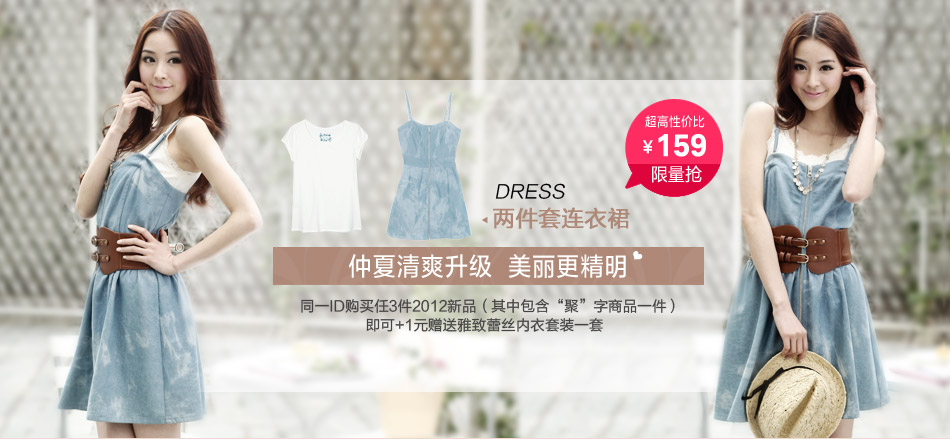 超高性价比
¥159
限量抢
DRESS
两件套连衣裙
仲夏清爽升级 美丽更精明
同一ID购买任3件2012新品（其中包含“聚”字商品一件）
即可+1元赠送雅致蕾丝内衣套装一套